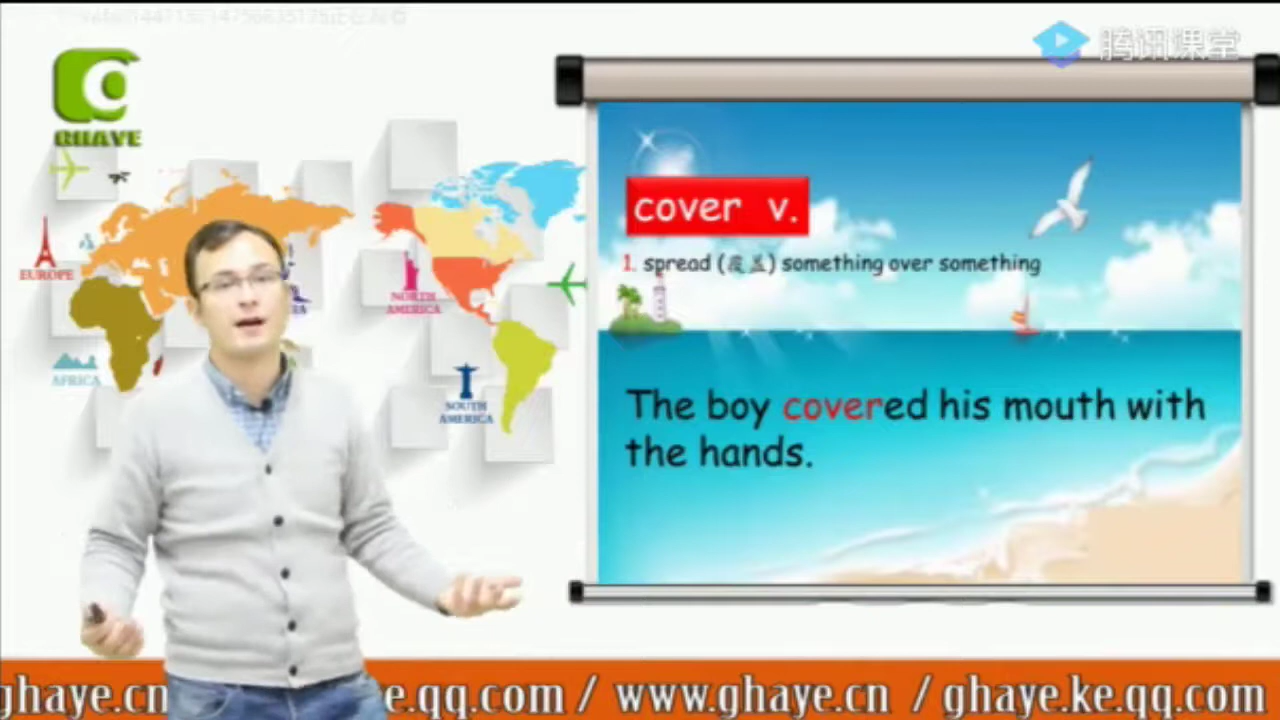 腾讯课堂
GHAYE
cover v.
1. spread (覆盖) something over something
EUROPE
NORTH
AMERICA
AFRICA
SOUTH
AMERICA
The boy covered his mouth with
the hands.
ghaye.cn e.qq.com / www.ghaye.cn / ghaye.ke.qq.com